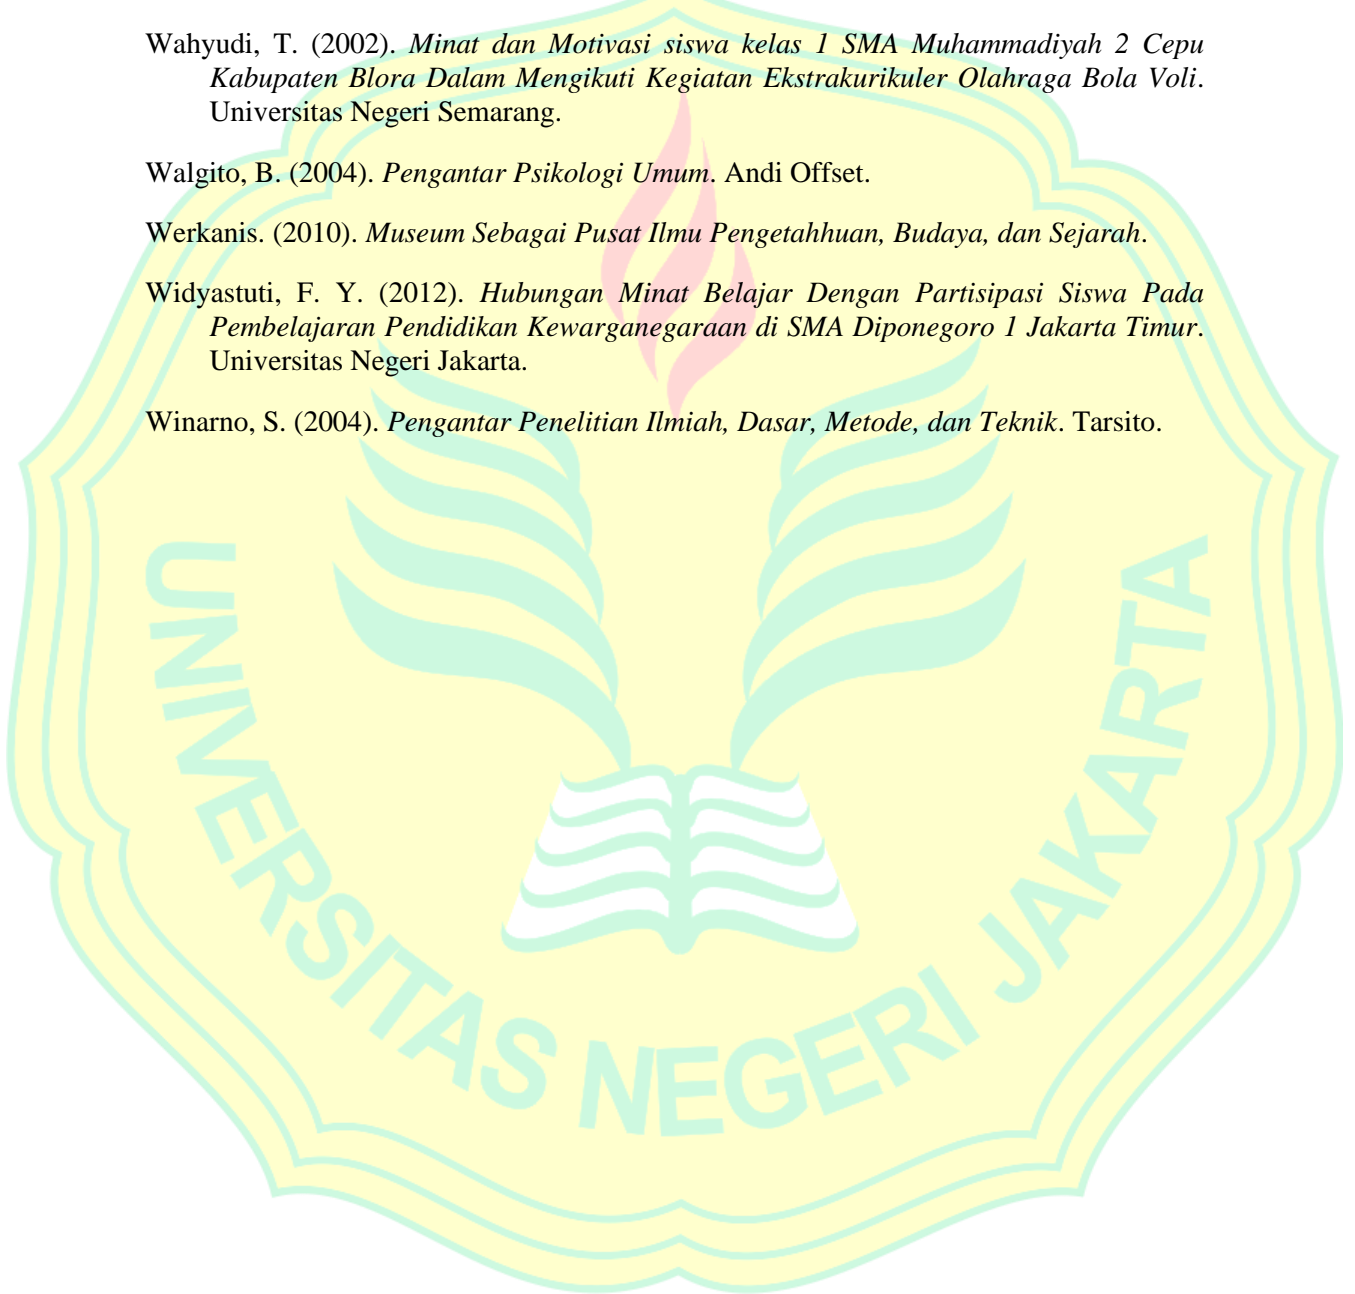 Wahyudi, T. (2002). Minat dan Motivasi siswa kelas 1 SMA Muhammadiyah 2 Cepu
Kabupaten Blora Dalam Mengikuti Kegiatan Ekstrakurikuler Olahraga Bola Voli.
Universitas Negeri Semarang.
Walgito, B. (2004). Pengantar Psikologi Umum. Andi Offset.
Werkanis. (2010). Museum Sebagai Pusat Ilmu Pengetahhuan, Budaya, dan Sejarah.
Widyastuti, F. Y. (2012). Hubungan Minat Belajar Dengan Partisipasi Siswa Pada
Pembelajaran Pendidikan Kewarganegaraan di SMA Diponegoro 1 Jakarta Timur.
Universitas Negeri Jakarta.
Winarno, S. (2004). Pengantar Penelitian Ilmiah, Dasar, Metode, dan Teknik. Tarsito.
UNIVERSITAS NEGERI JAKARTA